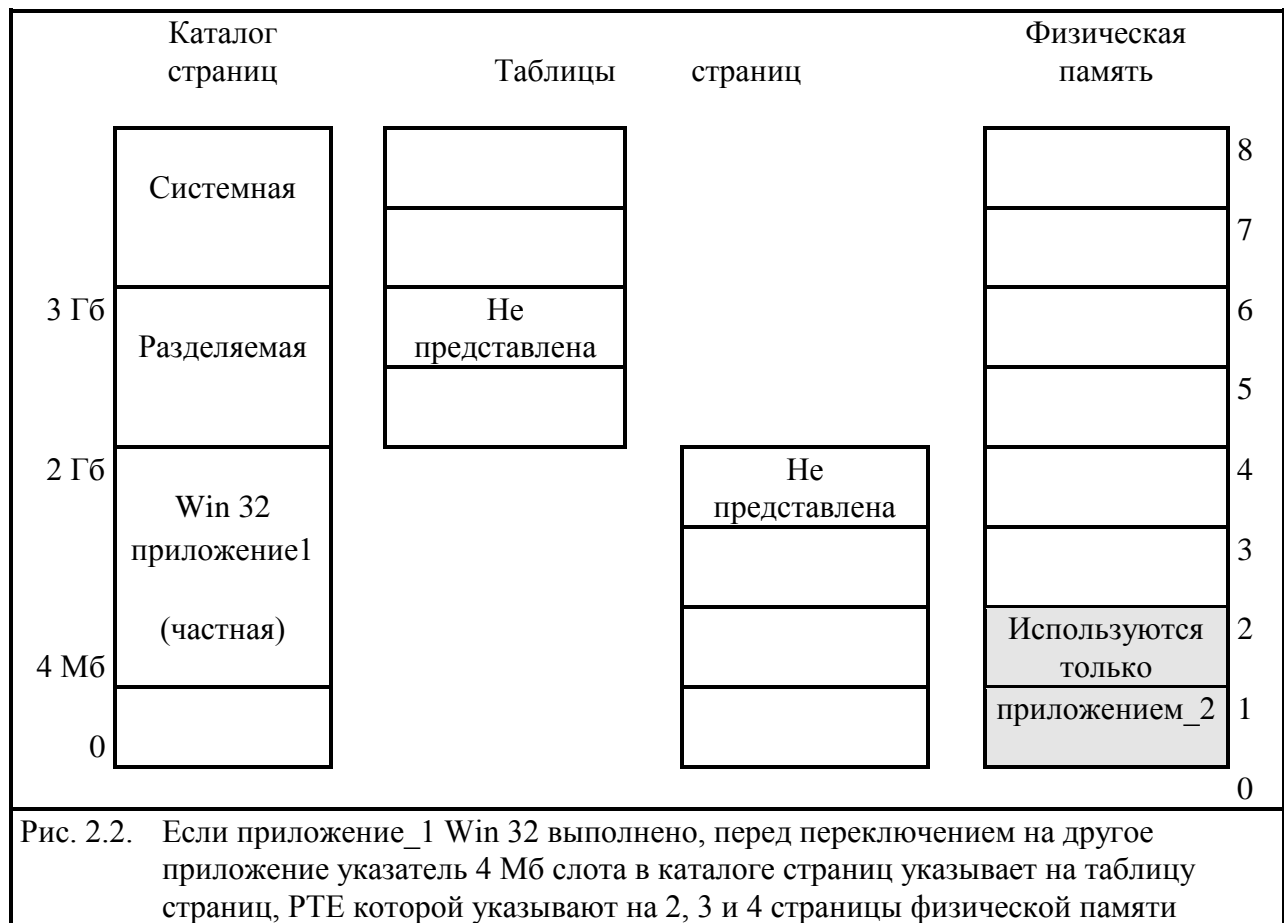 Каталог
страниц
Таблицы страниц
Физическая
память
8
Системная
7
3 Гб
Не
6
Разделяемая
представлена
5
2 Гб
Не
4
Win 32
представлена
приложение1
3
(частная)
Используются
2
4 Мб
только
приложением_2
1
0
0
Рис. 2.2. Если приложение_1 Win 32 выполнено, перед переключением на другое
приложение указатель 4 Мб слота в каталоге страниц указывает на таблицу
страниц, PTE которой указывают на 2, 3 и 4 страницы физической памяти